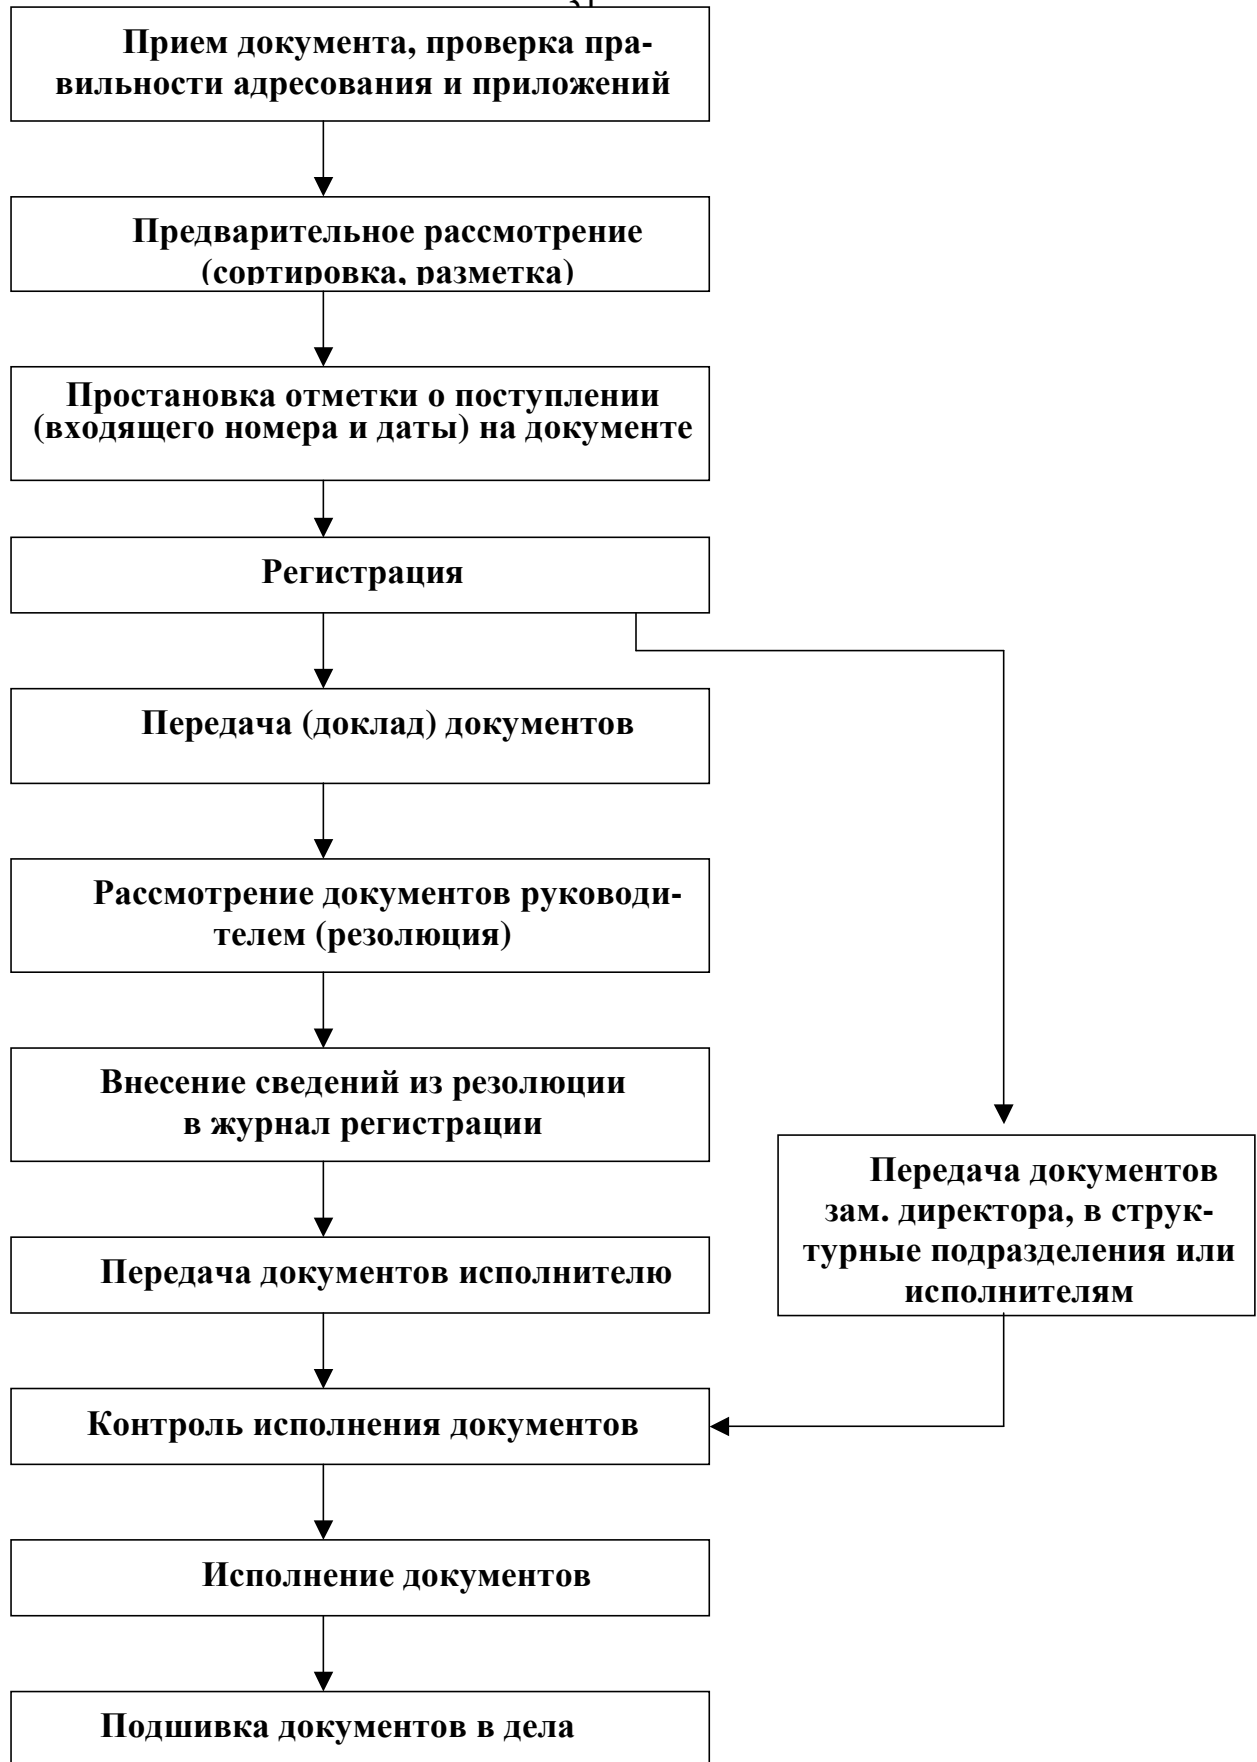 Прием документа, проверка пра-
вильности адресования и приложений
Предварительное рассмотрение
(сортировка, разметка)
Простановка отметки о поступлении
(входящего номера и даты) на документе
Регистрация
Передача (доклад) документов
Рассмотрение документов руководи-
телем (резолюция)
Внесение сведений из резолюции
в журнал регистрации
Передача документов
зам. директора, в струк-
турные подразделения или
исполнителям
Передача документов исполнителю
Контроль исполнения документов
Исполнение документов
Подшивка документов в дела